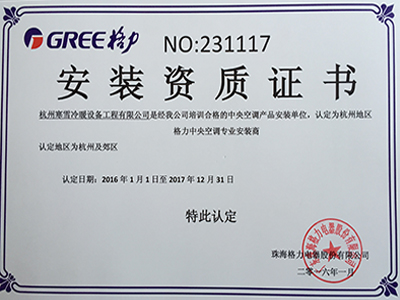 GREE格力 NO:231117
安装资质证书
杭州塞雪冷暖设备工程有限公司是经我公司培训合格的中央空调产品安装单位，认定为杭州地区
格力中央空调专业安装商
认定地区为杭州及郊区
认定日期：2016年1月1日至2017年12月31日
特此认定
珠海格力电器股份有限公司
二零一六年一月